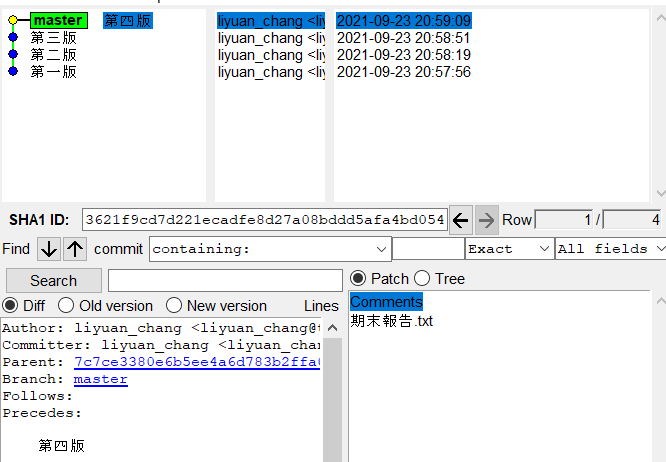 master 第四版 liyuan_chang <liy 2021-09-23 20:59:09
第三版 liyuan_chang <liy 2021-09-23 20:58:51
第二版 liyuan_chang <liy 2021-09-23 20:58:19
第一版 liyuan_chang <liy 2021-09-23 20:57:56
SHA1 ID: 3621f9cd7d221ecadfe8d27a08bddd5afa4bd054 Row 1 / 4
Find commit containing: Exact All fields
Search
Diff Old version New version Lines
Patch Tree
Author: liyuan_chang <liyuan_chang@
Committer: liyuan_chang <liyuan_chan
Parent: 7c7ce3380e6b5ee4a6d783b2ffa
Branch: master
Follows:
Precedes:
第四版
Comments
期末報告.txt